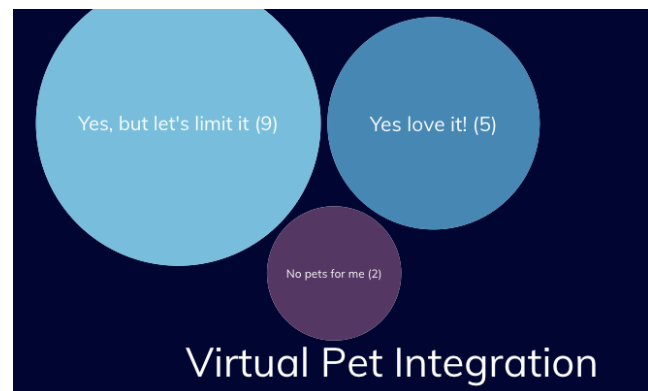 Yes, but let's limit it (9)
Yes love it! (5)
No pets for me (2)
Virtual Pet Integration